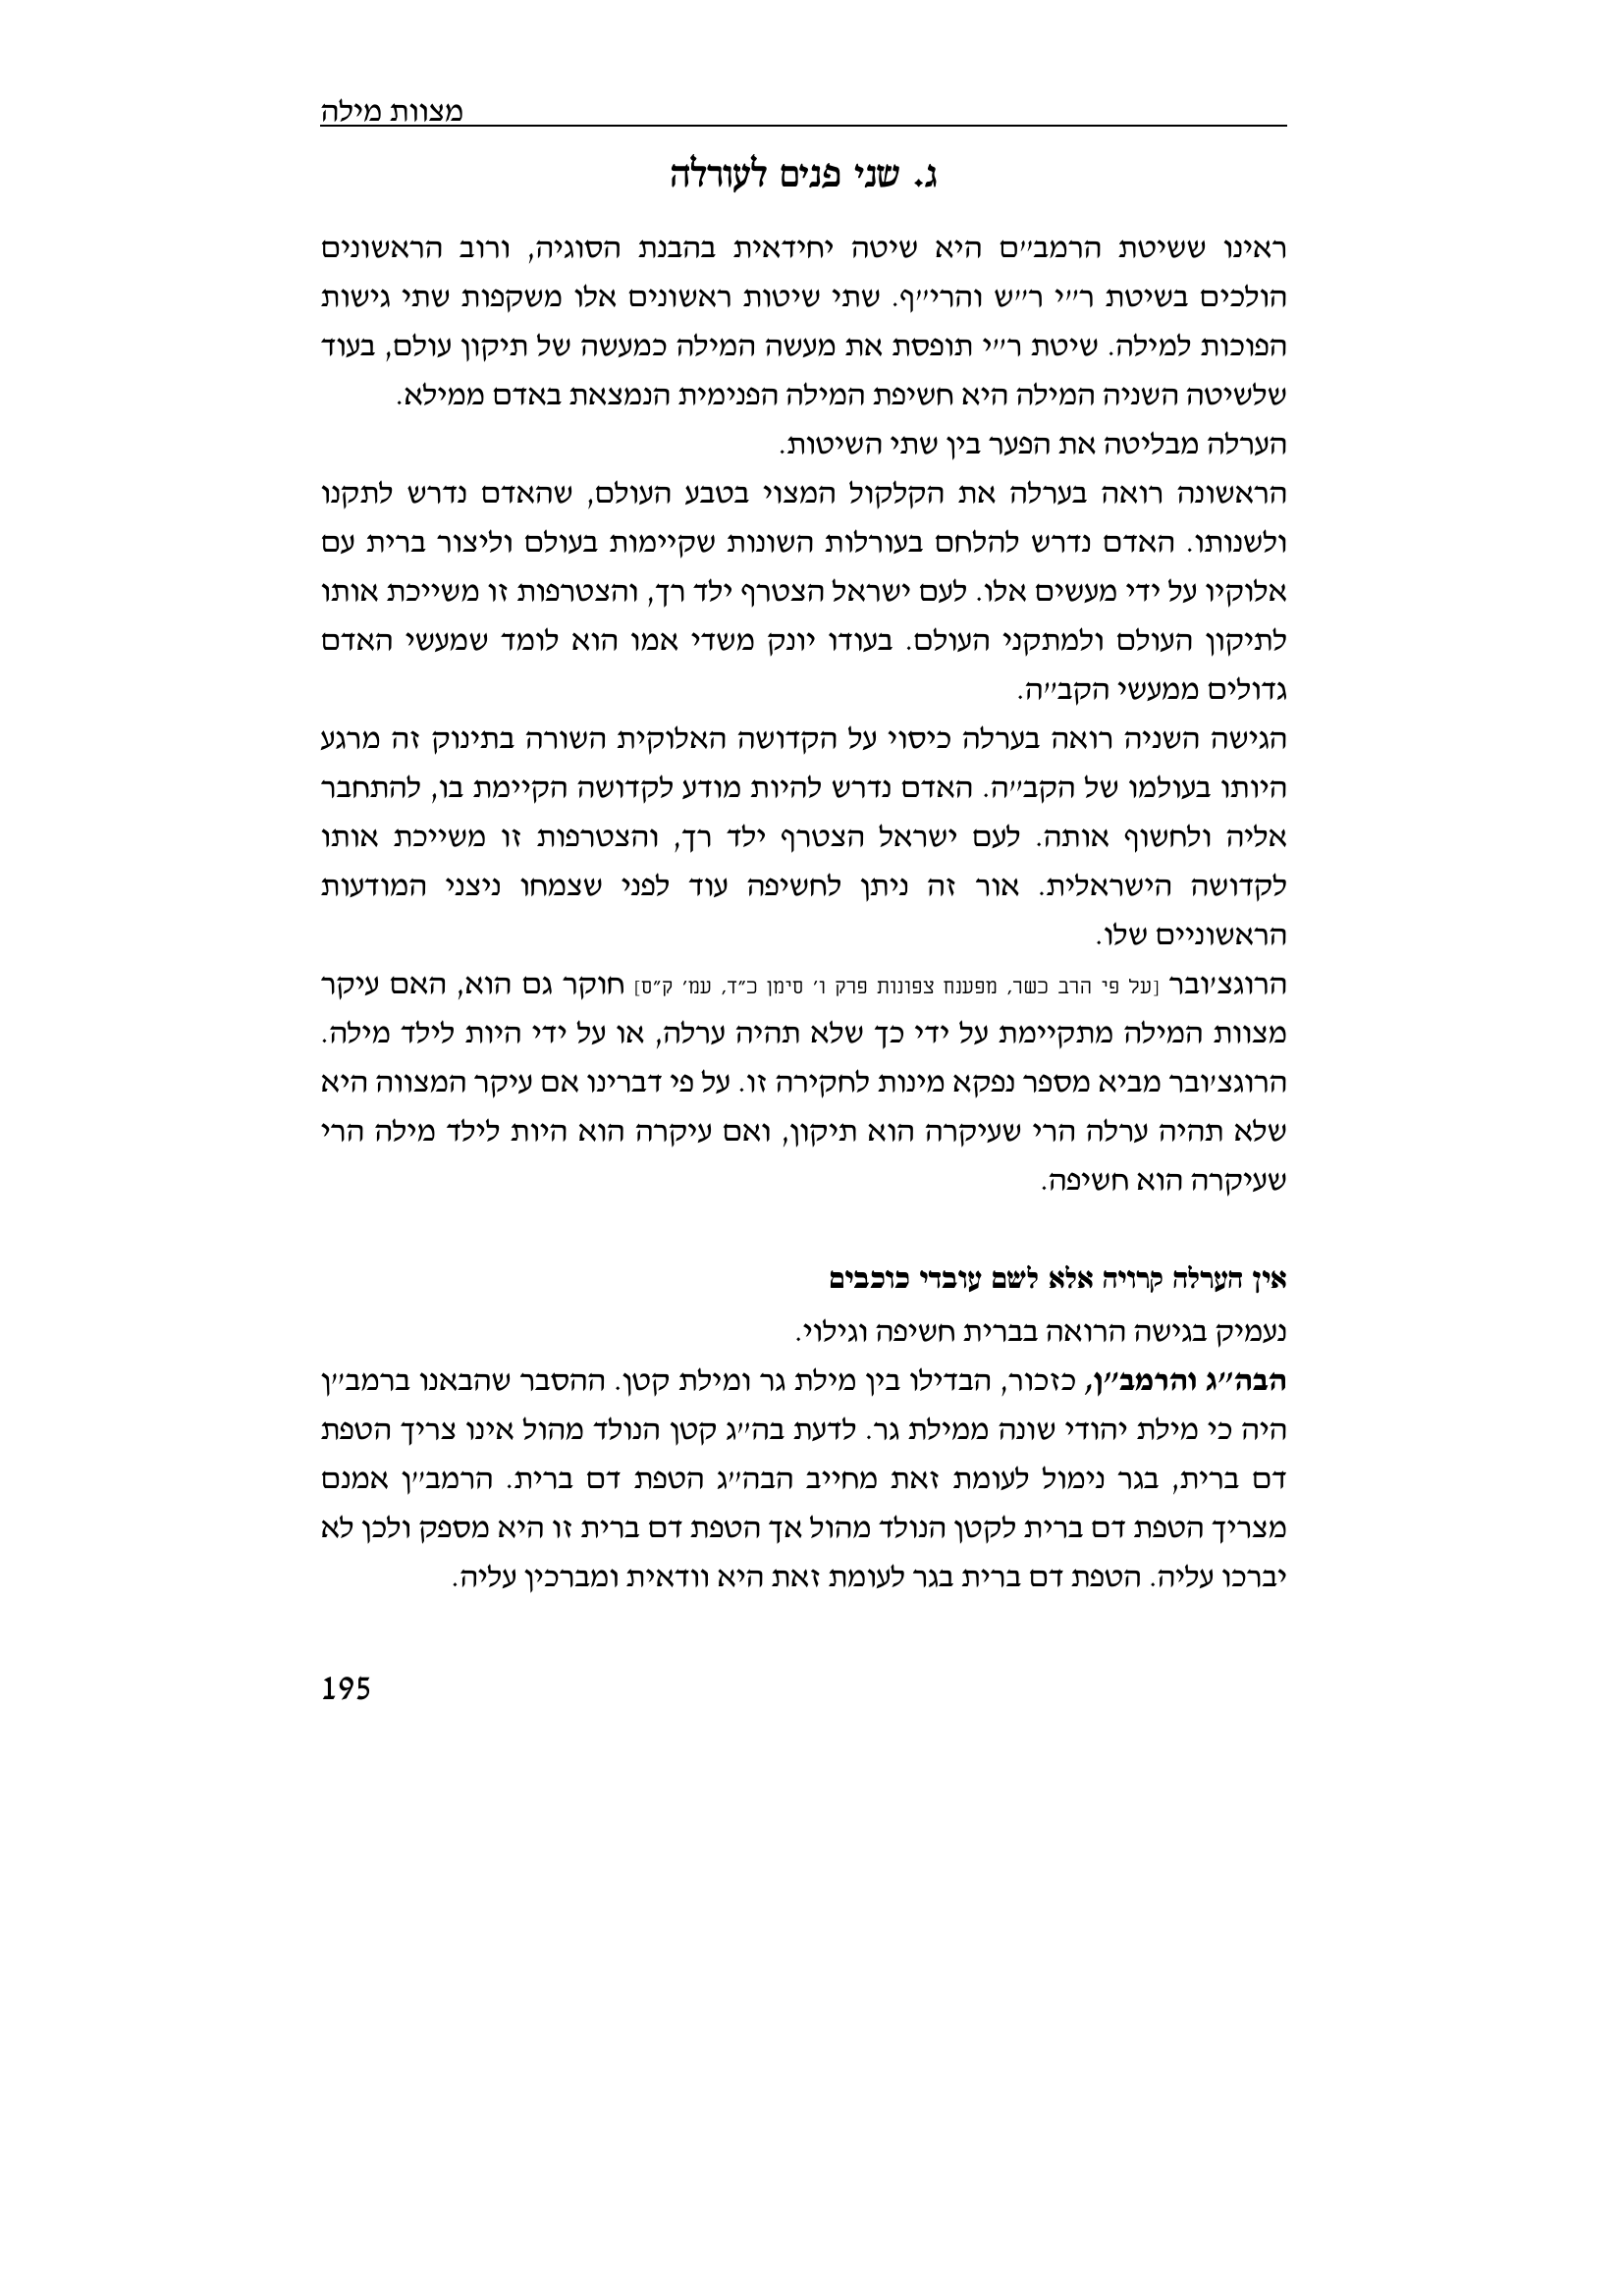 מצוות מילה
ג. שני פנים לעורלה
ראינו ששיטת הרמב״ם היא שיטה יחידאית בהבנת הסוגיה, ורוב הראשונים
הולכים בשיטת ר״י ר״ש והרי״ף. שתי שיטות ראשונים אלו משקפות שתי גישות
הפוכות למילה. שיטת ר״י תופסת את מעשה המילה כמעשה של תיקון עולם, בעוד
שלשיטה השניה המילה היא חשיפת המילה הפנימית הנמצאת באדם ממילא.
הערלה מבליטה את הפער בין שתי השיטות.
הראשונה רואה בערלה את הקלקול המצוי בטבע העולם, שהאדם נדרש לתקנו
ולשנותו. האדם נדרש להלחם בעורלות השונות שקיימות בעולם וליצור ברית עם
אלוקיו על ידי מעשים אלו. לעם ישראל הצטרף ילד רך, והצטרפות זו משייכת אותו
לתיקון העולם ולמתקני העולם. בעודו יונק משדי אמו הוא לומד שמעשי האדם
גדולים ממעשי הקב״ה.
הגישה השניה רואה בערלה כיסוי על הקדושה האלוקית השורה בתינוק זה מרגע
היותו בעולמו של הקב״ה. האדם נדרש להיות מודע לקדושה הקיימת בו, להתחבר
אליה ולחשוף אותה. לעם ישראל הצטרף ילד רך, והצטרפות זו משייכת אותו
לקדושה הישראלית. אור זה ניתן לחשיפה עוד לפני שצמחו ניצני המודעות
הראשוניים שלו.
הרוגצ׳ובר [על פי הרב כשר, מפענח צפונות פרק ו׳ סימן כ״ד, עמ׳ ק״ס] חוקר גם הוא, האם עיקר
מצוות המילה מתקיימת על ידי כך שלא תהיה ערלה, או על ידי היות לילד מילה.
הרוגצ׳ובר מביא מספר נפקא מינות לחקירה זו. על פי דברינו אם עיקר המצווה היא
שלא תהיה ערלה הרי שעיקרה הוא תיקון, ואם עיקרה הוא היות לילד מילה הרי
שעיקרה הוא חשיפה.
אין הערלה קרויה אלא לשם עובדי כוכבים
נעמיק בגישה הרואה בברית חשיפה וגילוי.
הבה״ג והרמב״ן, כזכור, הבדילו בין מילת גר ומילת קטן. ההסבר שהבאנו ברמב״ן
היה כי מילת יהודי שונה ממילת גר. לדעת בה״ג קטן הנולד מהול אינו צריך הטפת
דם ברית, בגר נימול לעומת זאת מחייב הבה״ג הטפת דם ברית. הרמב״ן אמנם
מצריך הטפת דם ברית לקטן הנולד מהול אך הטפת דם ברית זו היא מספק ולכן לא
יברכו עליה. הטפת דם ברית בגר לעומת זאת היא וודאית ומברכין עליה.
195